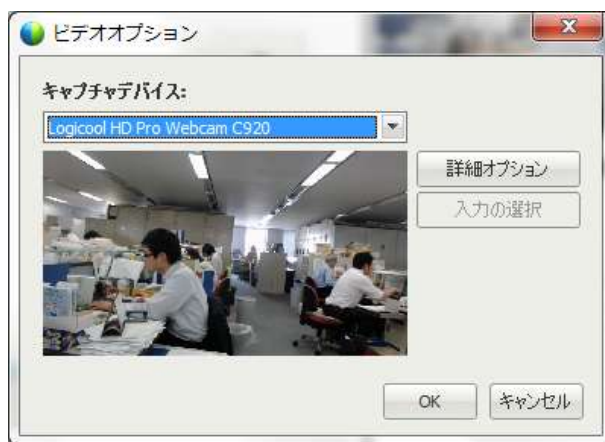 ビデオオプション
キャプチャデバイス:
Logicool HD Pro Webcam C920
詳細オプション
入力の選択
OK
キャンセル